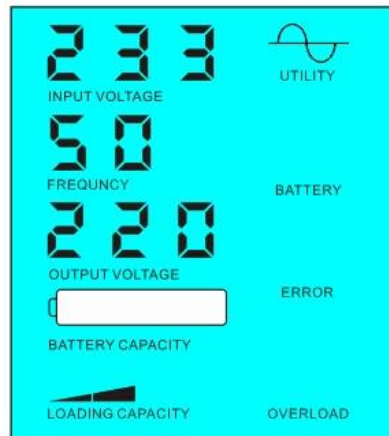 233
INPUT VOLTAGE
UTILITY
50
FREQUNCY
BATTERY
220
OUTPUT VOLTAGE
ERROR
BATTERY CAPACITY
LOADING CAPACITY
OVERLOAD